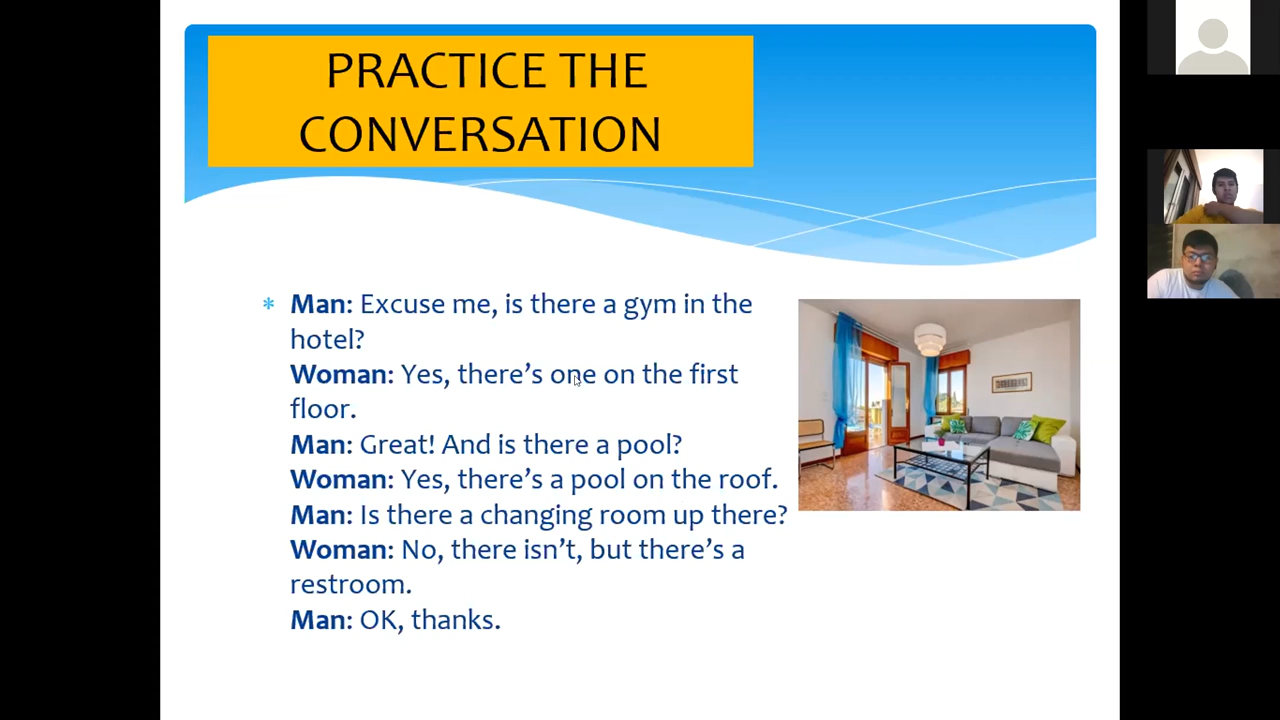 PRACTICE THE
CONVERSATION
* Man: Excuse me, is there a gym in the
hotel?
Woman: Yes, there’s one on the first
floor.
Man: Great! And is there a pool?
Woman: Yes, there’s a pool on the roof.
Man: Is there a changing room up there?
Woman: No, there isn’t, but there’s a
restroom.
Man: OK, thanks.